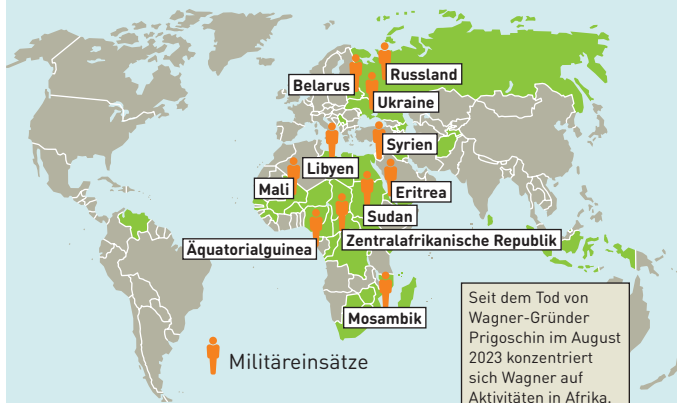 Russland
Belarus
Ukraine
Syrien
Libyen
Mali
Eritrea
Sudan
Äquatorialguinea
Zentralafrikanische Republik
Mosambik
Militäreinsätze
Seit dem Tod von
Wagner-Gründer
Prigoschin im August
2023 konzentriert
sich Wagner auf
Aktivitäten in Afrika.